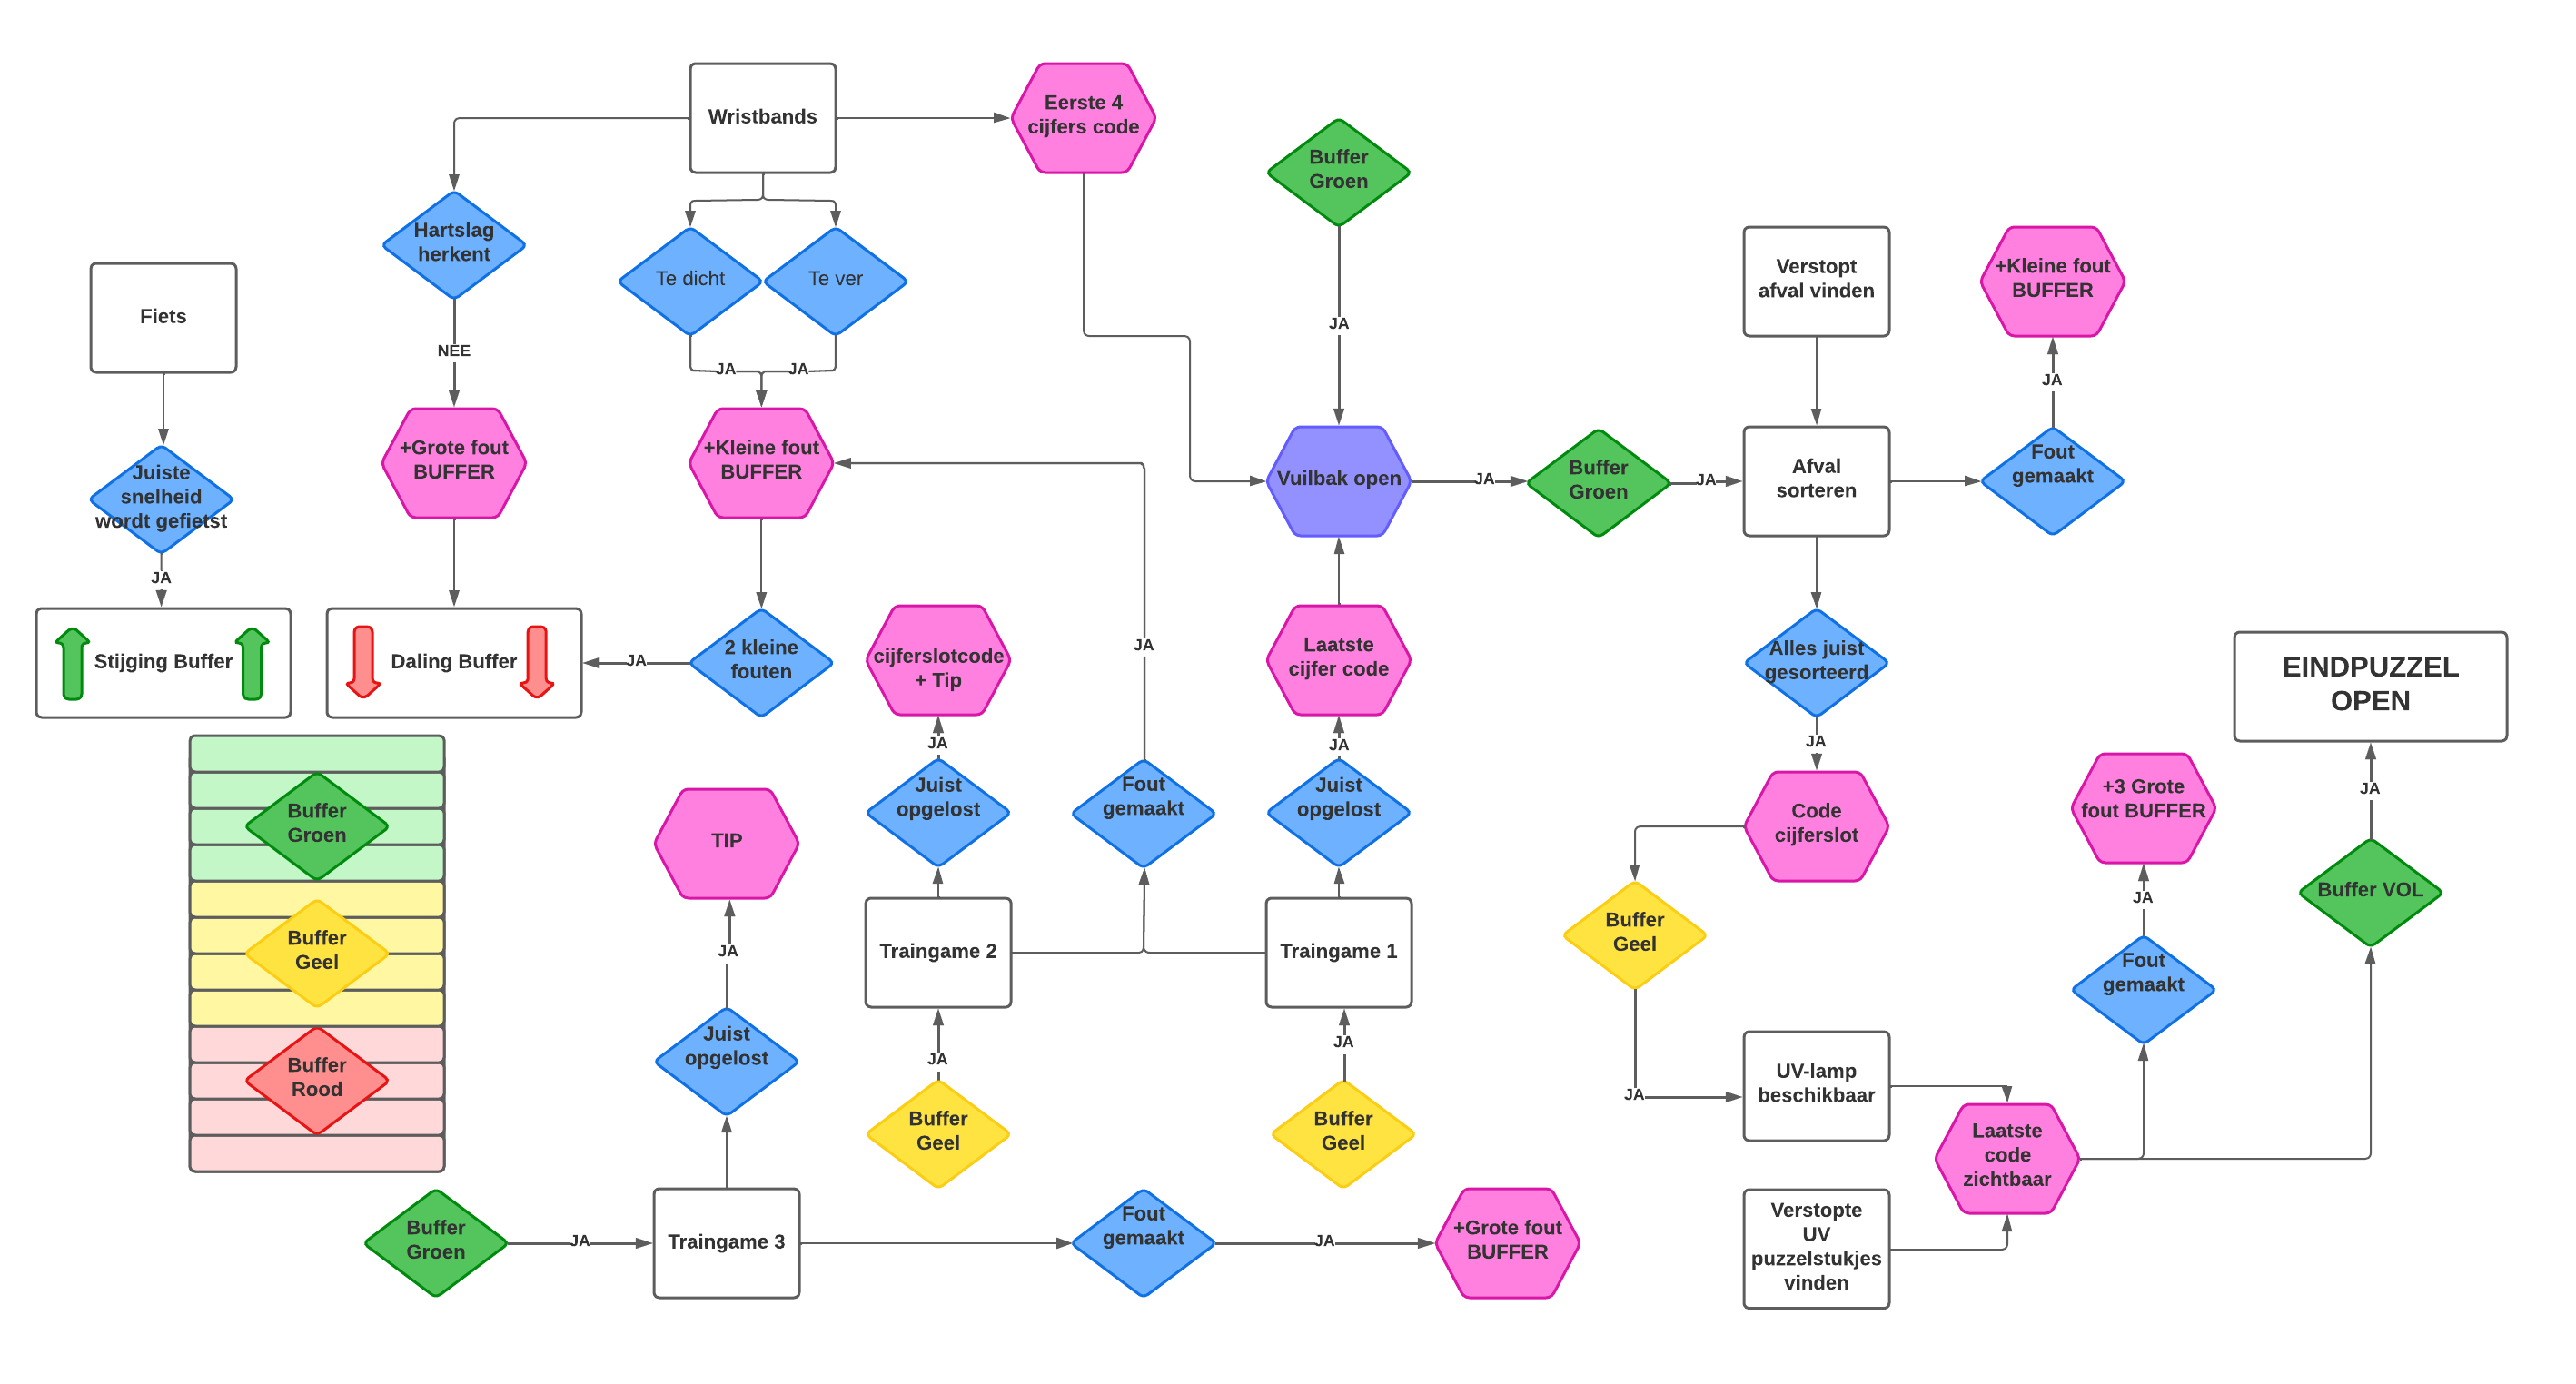 Wristbands
Eerste 4
cijfers code
Buffer
Groen
JA
Hartslag
herkent
NEE
Te dicht
Te ver
JA
JA
Fiets
Juiste
snelheid
wordt gefietst
JA
+Grote fout
BUFFER
+Kleine fout
BUFFER
Vuilbak open
JA
Buffer
Groen
JA
Verstopt
afval vinden
Afval
sorteren
+Kleine fout
BUFFER
JA
Fout
gemaakt
Stijging Buffer
Daling Buffer
JA
2 kleine
fouten
cijferslotcode
+ Tip
JA
Juist
opgelost
JA
Fout
gemaakt
Laatste
cijfer code
JA
Juist
opgelost
Alles juist
gesorteerd
JA
Code
cijferslot
EINDPUZZEL
OPEN
JA
Buffer VOL
+3 Grote
fout BUFFER
JA
Fout
gemaakt
Buffer
Groen
Buffer
Geel
Buffer
Rood
TIP
JA
Juist
opgelost
Traingame 2
Traingame 1
JA
Buffer
Geel
JA
Buffer
Geel
Buffer
Geel
JA
UV-lamp
beschikbaar
Laatste
code
zichtbaar
Verstopte
UV
puzzelstukjes
vinden
Buffer
Groen
JA
Traingame 3
Fout
gemaakt
JA
+Grote fout
BUFFER